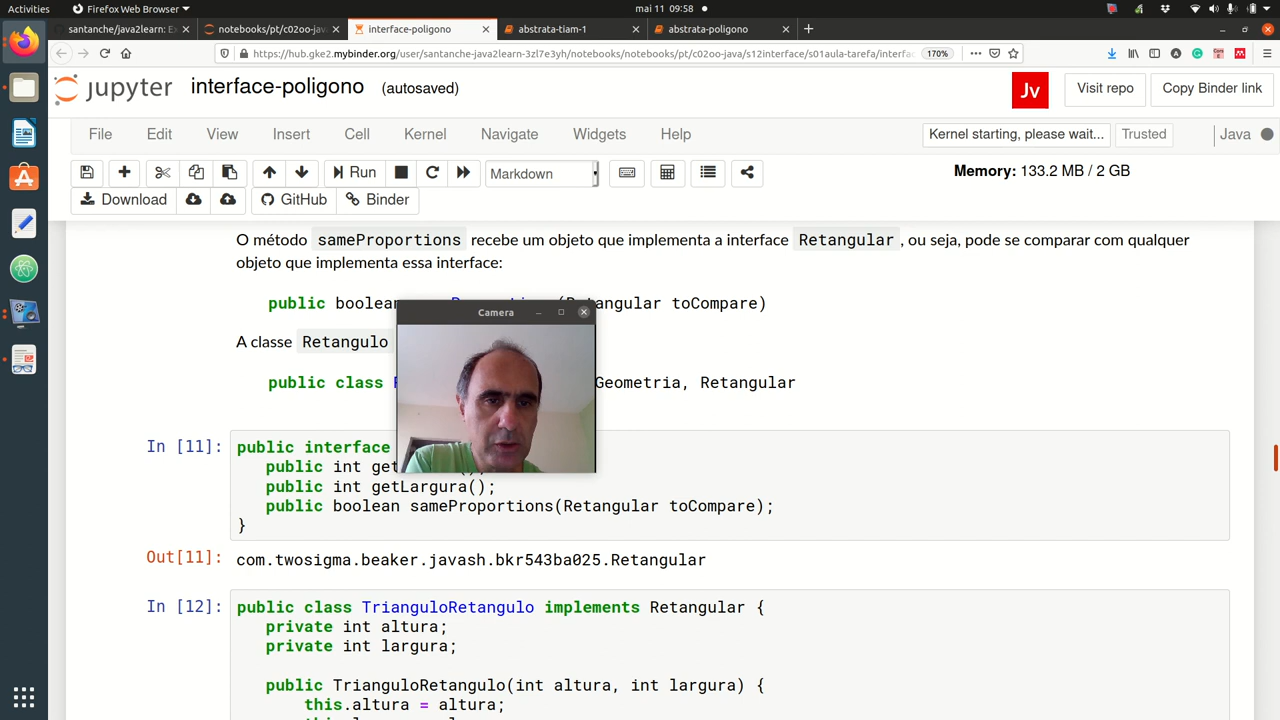 Activities
Firefox Web Browser
mai 11 09:58
santanche/java2learn: Ex
notebooks/pt/c02oo-java
interface-poligono
abstrata-tiam-1
abstrata-poligono
https://hub.gke2.mybinder.org/user/santanche-java2learn-3zl7e3yh/notebooks/notebooks/pt/c02oo-java/s12interface/s01aula-tarefa/interfac
170%
jupyter
interface-poligono
(autosaved)
Jv
Visit repo
Copy Binder link
File
Edit
View
Insert
Cell
Kernel
Navigate
Widgets
Help
Kernel starting, please wait...
Trusted
Java
Run
Markdown
Memory: 133.2 MB / 2 GB
Download
GitHub
Binder
O método sameProportions recebe um objeto que implementa a interface Retangular , ou seja, pode se comparar com qualquer
objeto que implementa essa interface:
public boolean (Retangular toCompare)
Camera
A classe Retangulo
public class Geometria, Retangular
In [11]:
public interface
public int get
public int getLargura();
public boolean sameProportions(Retangular toCompare);
}
Out[11]:
com.twosigma.beaker.javash.bkr543ba025.Retangular
In [12]:
public class TrianguloRetangulo implements Retangular {
private int altura;
private int largura;
public TrianguloRetangulo(int altura, int largura) {
this.altura = altura;